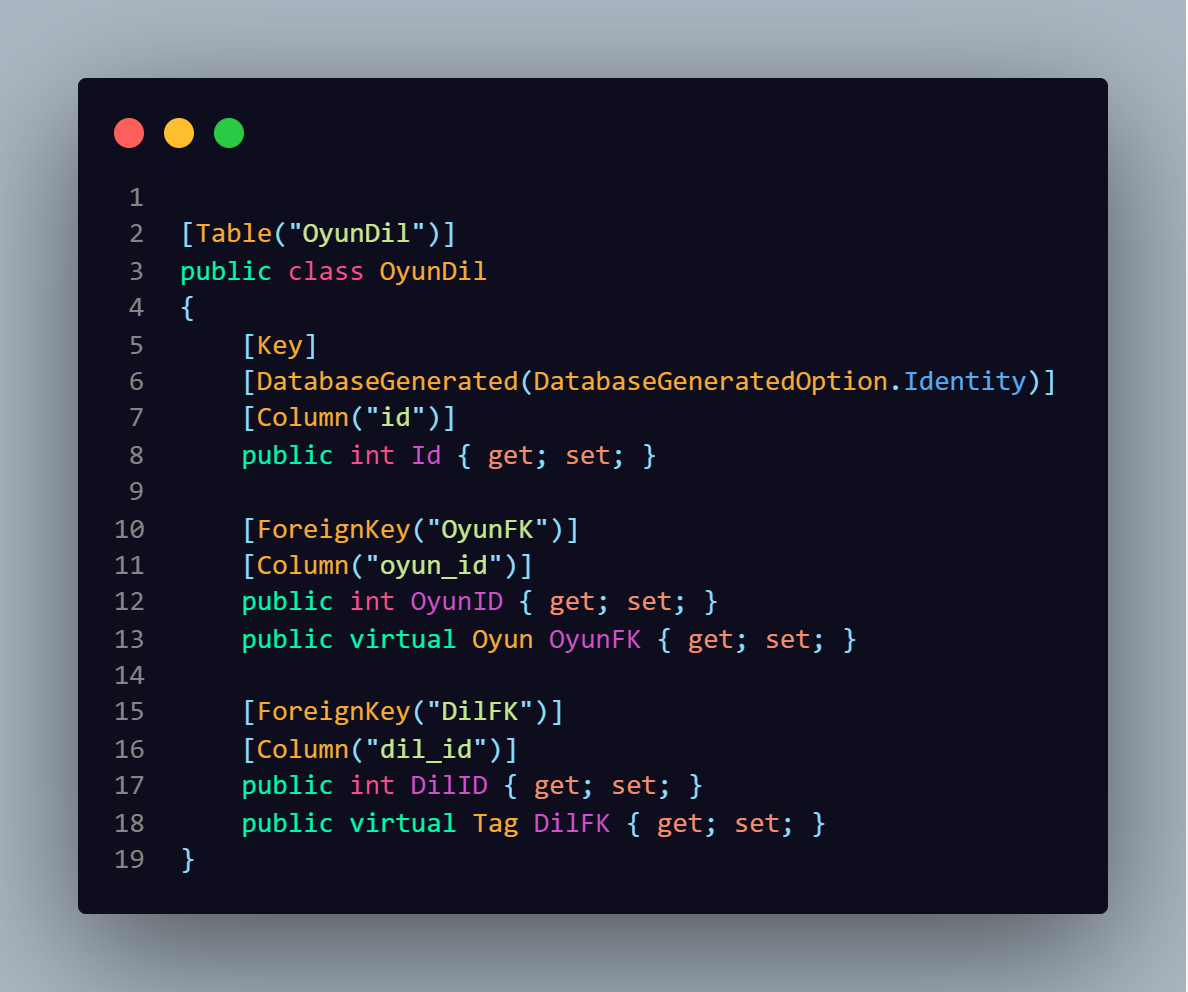 1
2 [Table("OyunDil")]
3 public class OyunDil
4 {
5     [Key]
6     [DatabaseGenerated(DatabaseGeneratedOption.Identity)]
7     [Column("id")]
8     public int Id { get; set; }
9
10     [ForeignKey("OyunFK")]
11     [Column("oyun_id")]
12     public int OyunID { get; set; }
13     public virtual Oyun OyunFK { get; set; }
14
15     [ForeignKey("DilFK")]
16     [Column("dil_id")]
17     public int DilID { get; set; }
18     public virtual Tag DilFK { get; set; }
19 }